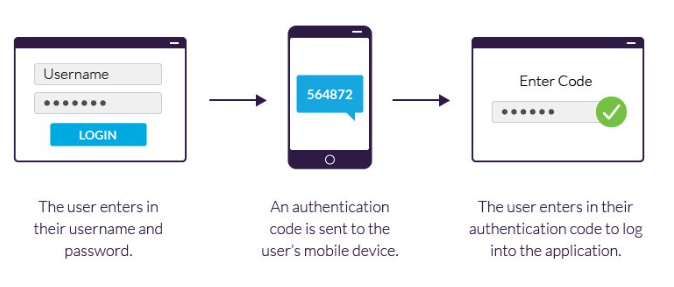 Username
LOGIN
564872
Enter Code
The user enters in
their username and
password.
An authentication
code is sent to the
user's mobile device.
The user enters in their
authentication code to log
into the application.